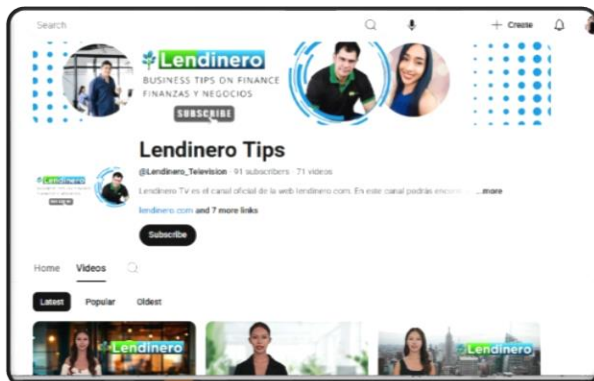 Search
Create
Lendinero
BUSINESS TIPS ON FINANCE
FINANZAS Y NEGOCIOS
SUBSCRIBE
Lendinero Tips
@Lendinero_Television · 91 subscribers · 71 videos
Lendinero Tv es el canal oficial de la web lendinero.com. En este canal podrás ...more
lendinero.com and 7 more links
Subscribe
Home Videos
Latest Popular Oldest
Lendinero
Lendinero